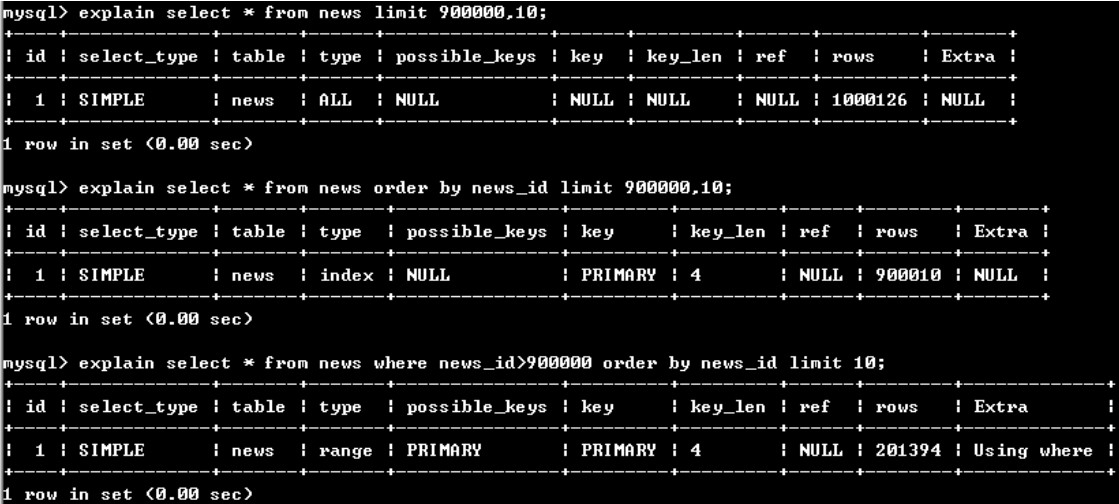 mysql> explain select * from news limit 900000,10;
+----+-------------+-------+------+---------------+------+---------+------+---------+-------+
| id | select_type | table | type | possible_keys | key | key_len | ref | rows | Extra |
+----+-------------+-------+------+---------------+------+---------+------+---------+-------+
| 1 | SIMPLE | news | ALL | NULL | NULL | NULL | NULL | 1000126 | NULL |
+----+-------------+-------+------+---------------+------+---------+------+---------+-------+
1 row in set (0.00 sec)
mysql> explain select * from news order by news_id limit 900000,10;
+----+-------------+-------+-------+---------------+---------+---------+------+--------+-------+
| id | select_type | table | type | possible_keys | key | key_len | ref | rows | Extra |
+----+-------------+-------+-------+---------------+---------+---------+------+--------+-------+
| 1 | SIMPLE | news | index | NULL | PRIMARY | 4 | NULL | 900010 | NULL |
+----+-------------+-------+-------+---------------+---------+---------+------+--------+-------+
1 row in set (0.00 sec)
mysql> explain select * from news where news_id>900000 order by news_id limit 10;
+----+-------------+-------+-------+---------------+---------+---------+------+--------+-------------+
| id | select_type | table | type | possible_keys | key | key_len | ref | rows | Extra |
+----+-------------+-------+-------+---------------+---------+---------+------+--------+-------------+
| 1 | SIMPLE | news | range | PRIMARY | PRIMARY | 4 | NULL | 201394 | Using where |
+----+-------------+-------+-------+---------------+---------+---------+------+--------+-------------+
1 row in set (0.00 sec)